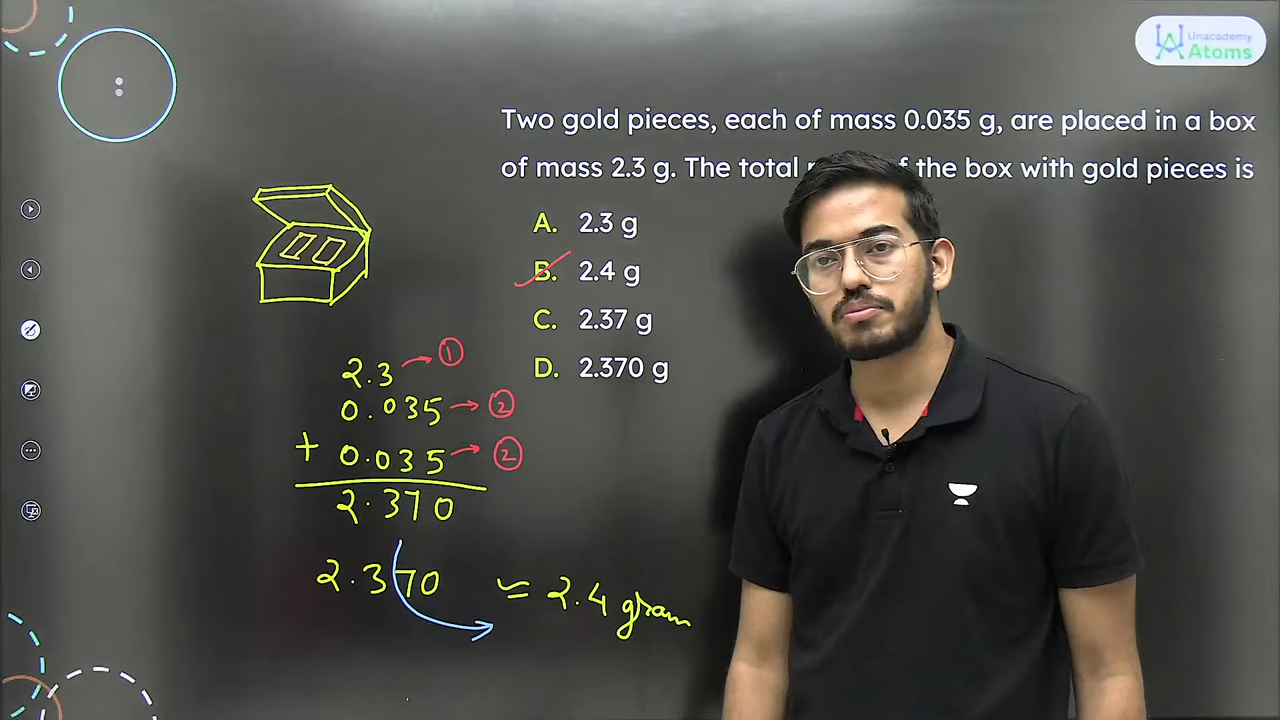 Unacademy
Atoms
Two gold pieces, each of mass 0.035 g, are placed in a box
of mass 2.3 g. The total of the box with gold pieces is
A. 2.3 g
B. 2.4 g
C. 2.37 g
D. 2.370 g
2.3 → 1
0.035 → 2
+ 0.035 → 2
2.370
2.370 ≈ 2.4 gram